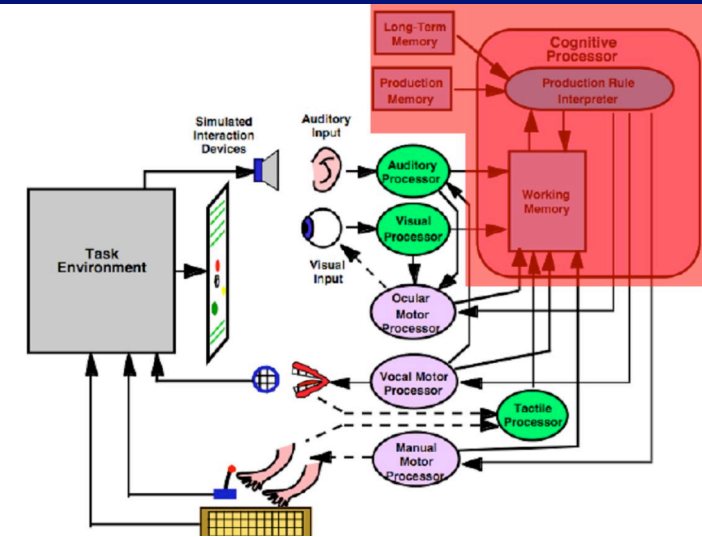 Long-Term
Memory
Cognitive
Processor
Production
Memory
Production Rule
Interpreter
Simulated
Interaction
Devices
Auditory
Input
Auditory
Processor
Working
Memory
Visual
Processor
Task
Environment
Visual
Input
Ocular
Motor
Processor
Vocal Motor
Processor
Tactile
Processor
Manual
Motor
Processor